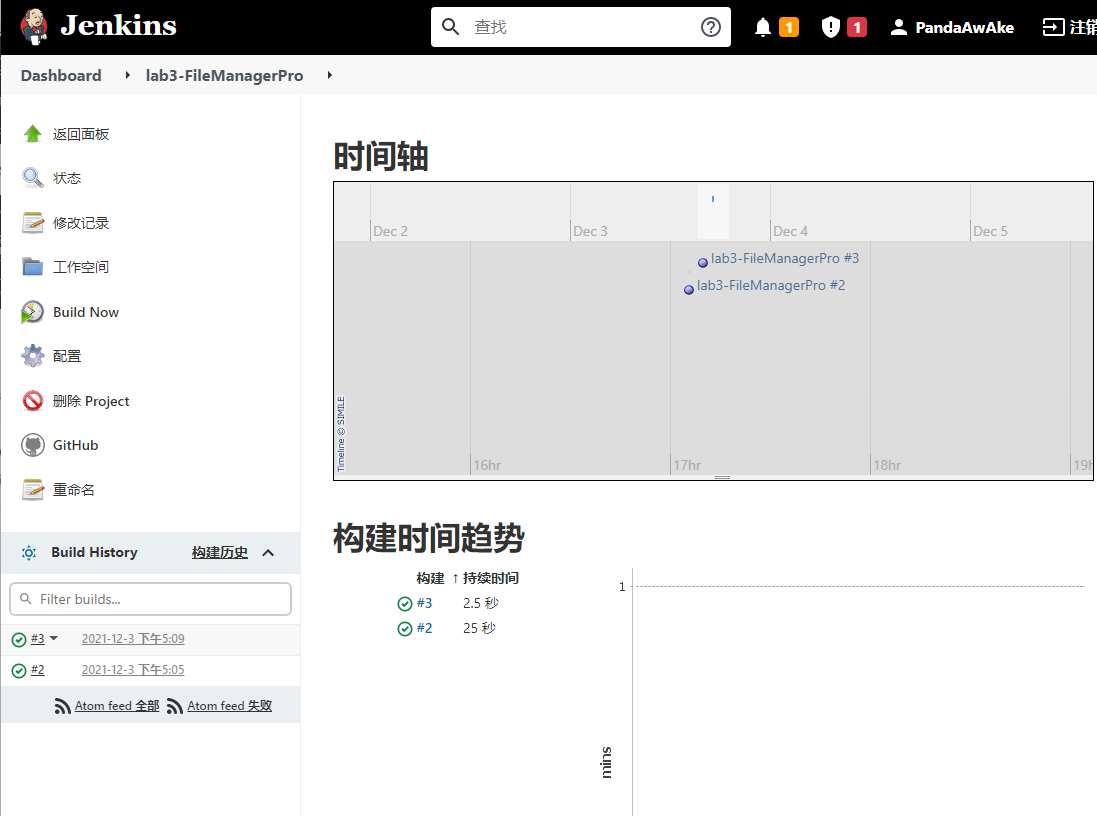 Jenkins
查找
1
1
PandaAwAke
注销
Dashboard
lab3-FileManagerPro
返回面板
状态
修改记录
工作空间
Build Now
配置
删除 Project
GitHub
重命名
Build History 构建历史
Filter builds...
#3 2021-12-3 下午5:09
#2 2021-12-3 下午5:05
Atom feed 全部 Atom feed 失败
时间轴
Dec 2 Dec 3 Dec 4 Dec 5
lab3-FileManagerPro #3
lab3-FileManagerPro #2
Timeline © SIMILE
16hr 17hr 18hr 19h
构建时间趋势
构建 ↑ 持续时间
#3 2.5 秒
#2 25 秒
1
mins